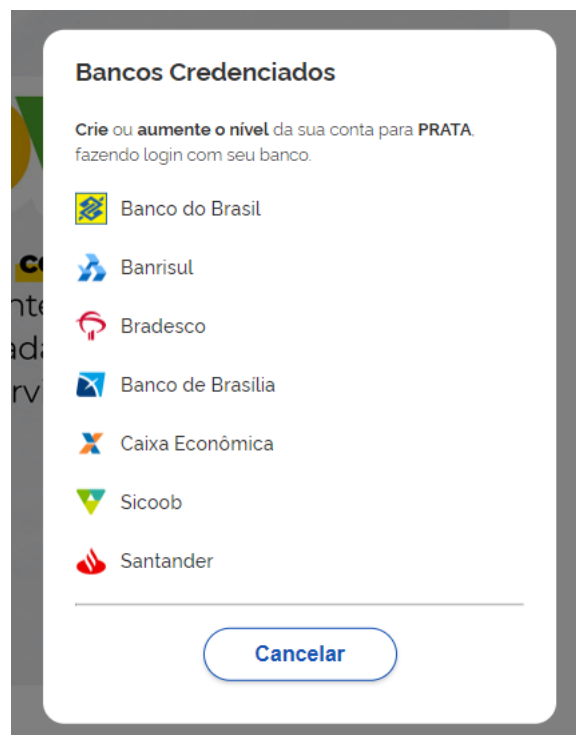 Bancos Credenciados
Crie ou aumente o nível da sua conta para PRATA,
fazendo login com seu banco.
Banco do Brasil
Banrisul
Bradesco
Banco de Brasília
Caixa Econômica
Sicoob
Santander
Cancelar